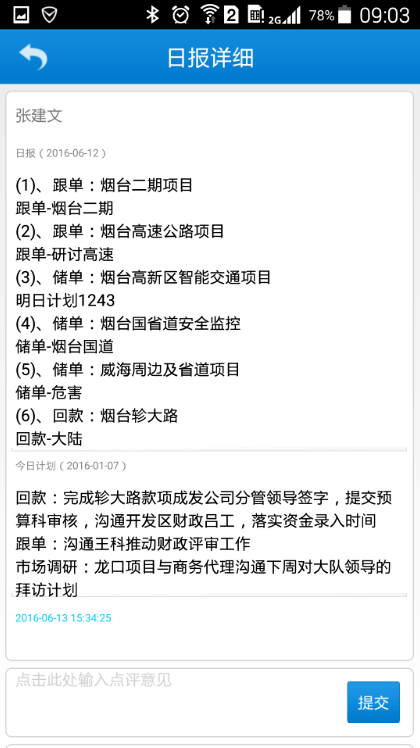 2G 78% 09:03
日报详细
张建文
日报（2016-06-12）
(1)、跟单：烟台二期项目
跟单-烟台二期
(2)、跟单：烟台高速公路项目
跟单-研讨高速
(3)、储单：烟台高新区智能交通项目
明日计划1243
(4)、储单：烟台国省道安全监控
储单-烟台国道
(5)、储单：威海周边及省道项目
储单-危害
(6)、回款：烟台轸大路
回款-大陆
今日计划（2016-01-07）
回款：完成轸大路款项成发公司分管领导签字，提交预
算科审核，沟通开发区财政吕工，落实资金录入时间
跟单：沟通王科推动财政评审工作
市场调研：龙口项目与商务代理沟通下周对大队领导的
拜访计划
2016-06-13 15:34:25
点击此处输入点评意见
提交